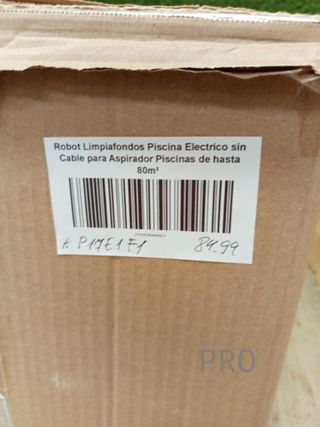 Robot Limpiafondos Piscina Electrico sin
Cable para Aspirador Piscinas de hasta
80m²
A P17E1F1 84.99
PRO